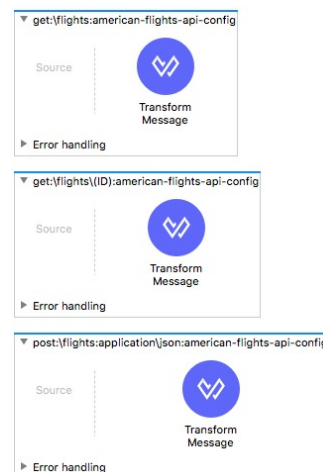 get:\flights:american-flights-api-config
Source
Transform
Message
Error handling
get:\flights\(ID):american-flights-api-config
Source
Transform
Message
Error handling
post:\flights:application\json:american-flights-api-config
Source
Transform
Message
Error handling